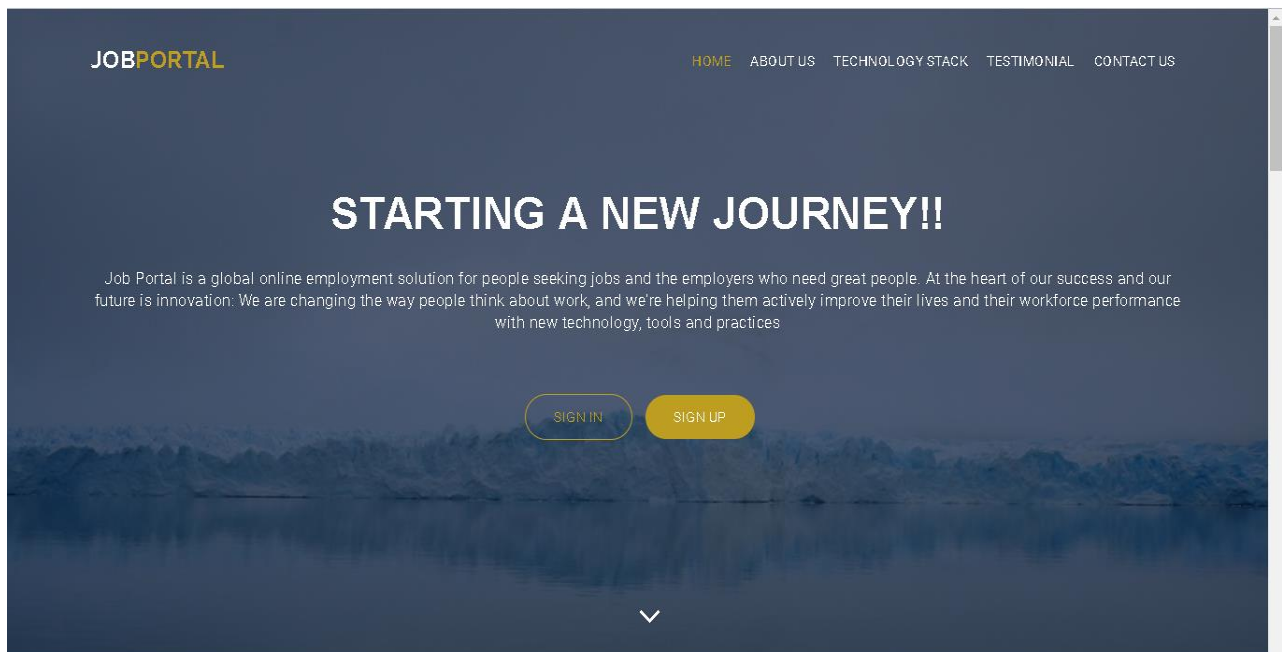 JOBPORTAL
HOME ABOUT US TECHNOLOGY STACK TESTIMONIAL CONTACT US
STARTING A NEW JOURNEY!!
Job Portal is a global online employment solution for people seeking jobs and the employers who need great people. At the heart of our success and our
future is innovation: We are changing the way people think about work, and we're helping them actively improve their lives and their workforce performance
with new technology, tools and practices
SIGN IN SIGN UP